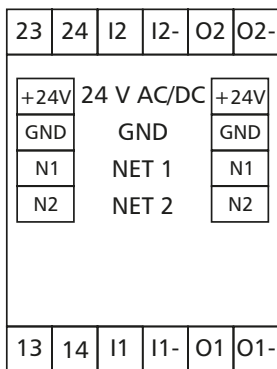 23 24 I2 I2- O2 O2-
+24V 24 V AC/DC +24V
GND GND GND
N1 NET 1 N1
N2 NET 2 N2
13 14 I1 I1- O1 O1-